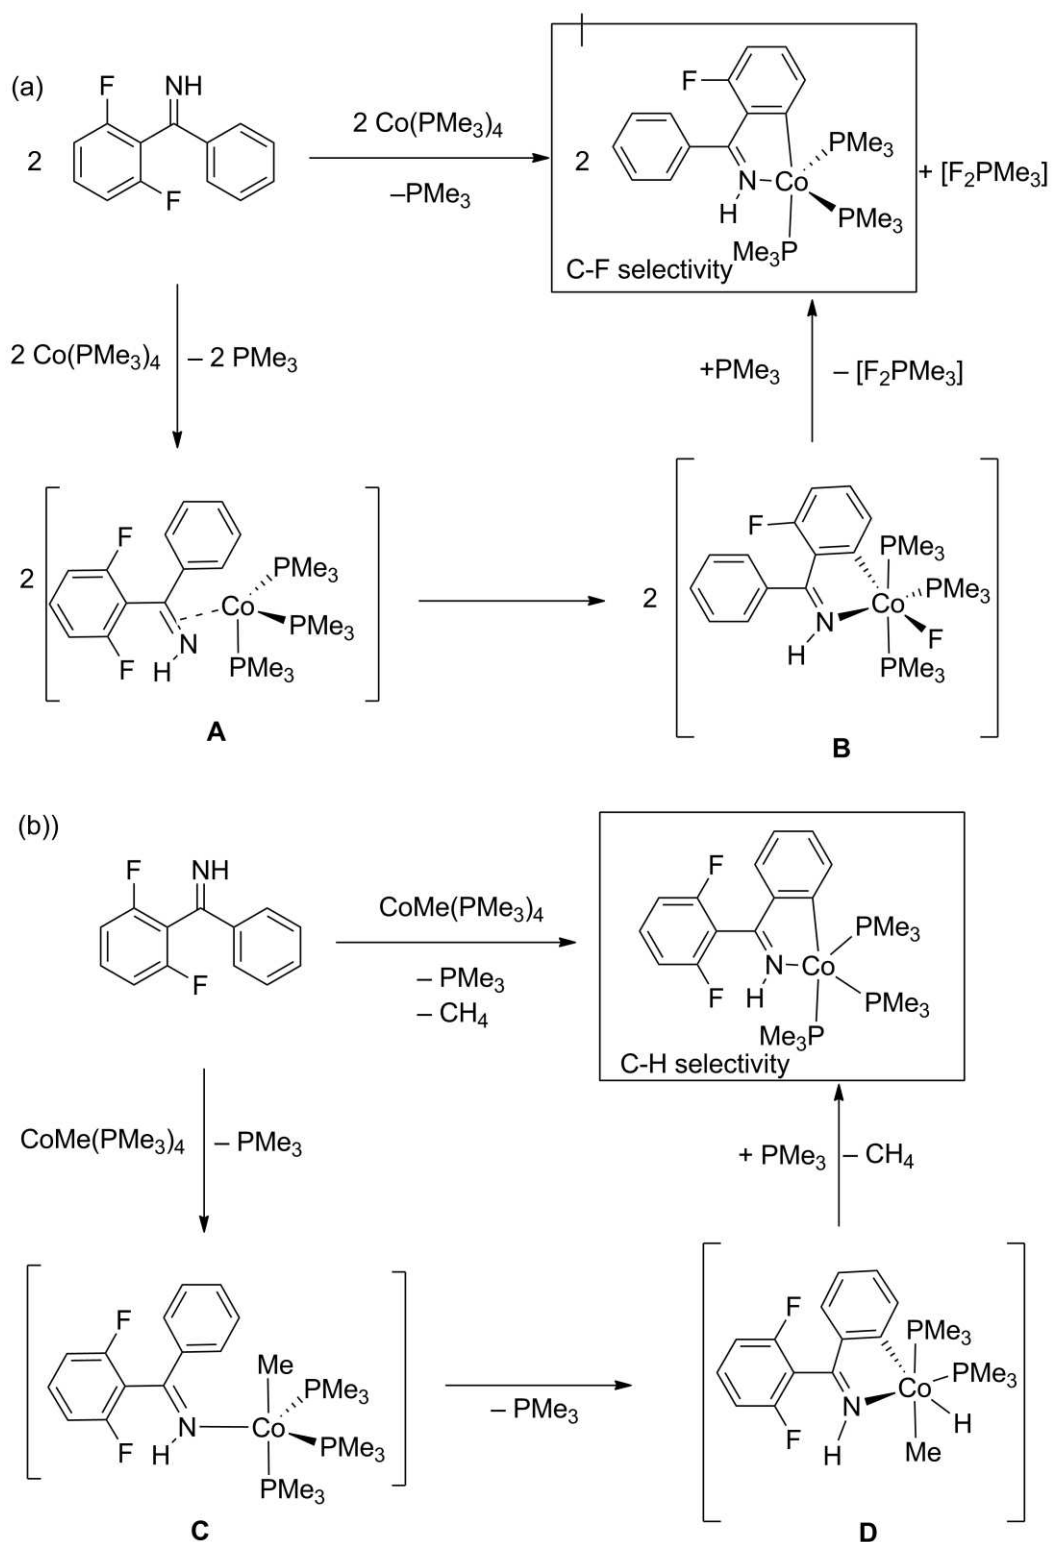 (a)
F
NH
F
2
2 Co(PMe₃)₄
–PMe₃
2
F
N
H
Co
PMe₃
PMe₃
Me₃P
C-F selectivity
+ [F₂PMe₃]
2 Co(PMe₃)₄
– 2 PMe₃
+PMe₃
– [F₂PMe₃]
2
F
F
N
H
Co
PMe₃
PMe₃
PMe₃
A
2
F
N
H
Co
PMe₃
PMe₃
F
PMe₃
B
(b))
F
NH
F
CoMe(PMe₃)₄
– PMe₃
– CH₄
F
F
N
H
Co
PMe₃
PMe₃
Me₃P
C-H selectivity
CoMe(PMe₃)₄
– PMe₃
+ PMe₃
– CH₄
F
F
N
H
Me
Co
PMe₃
PMe₃
PMe₃
C
– PMe₃
F
F
N
H
Co
PMe₃
PMe₃
H
Me
D